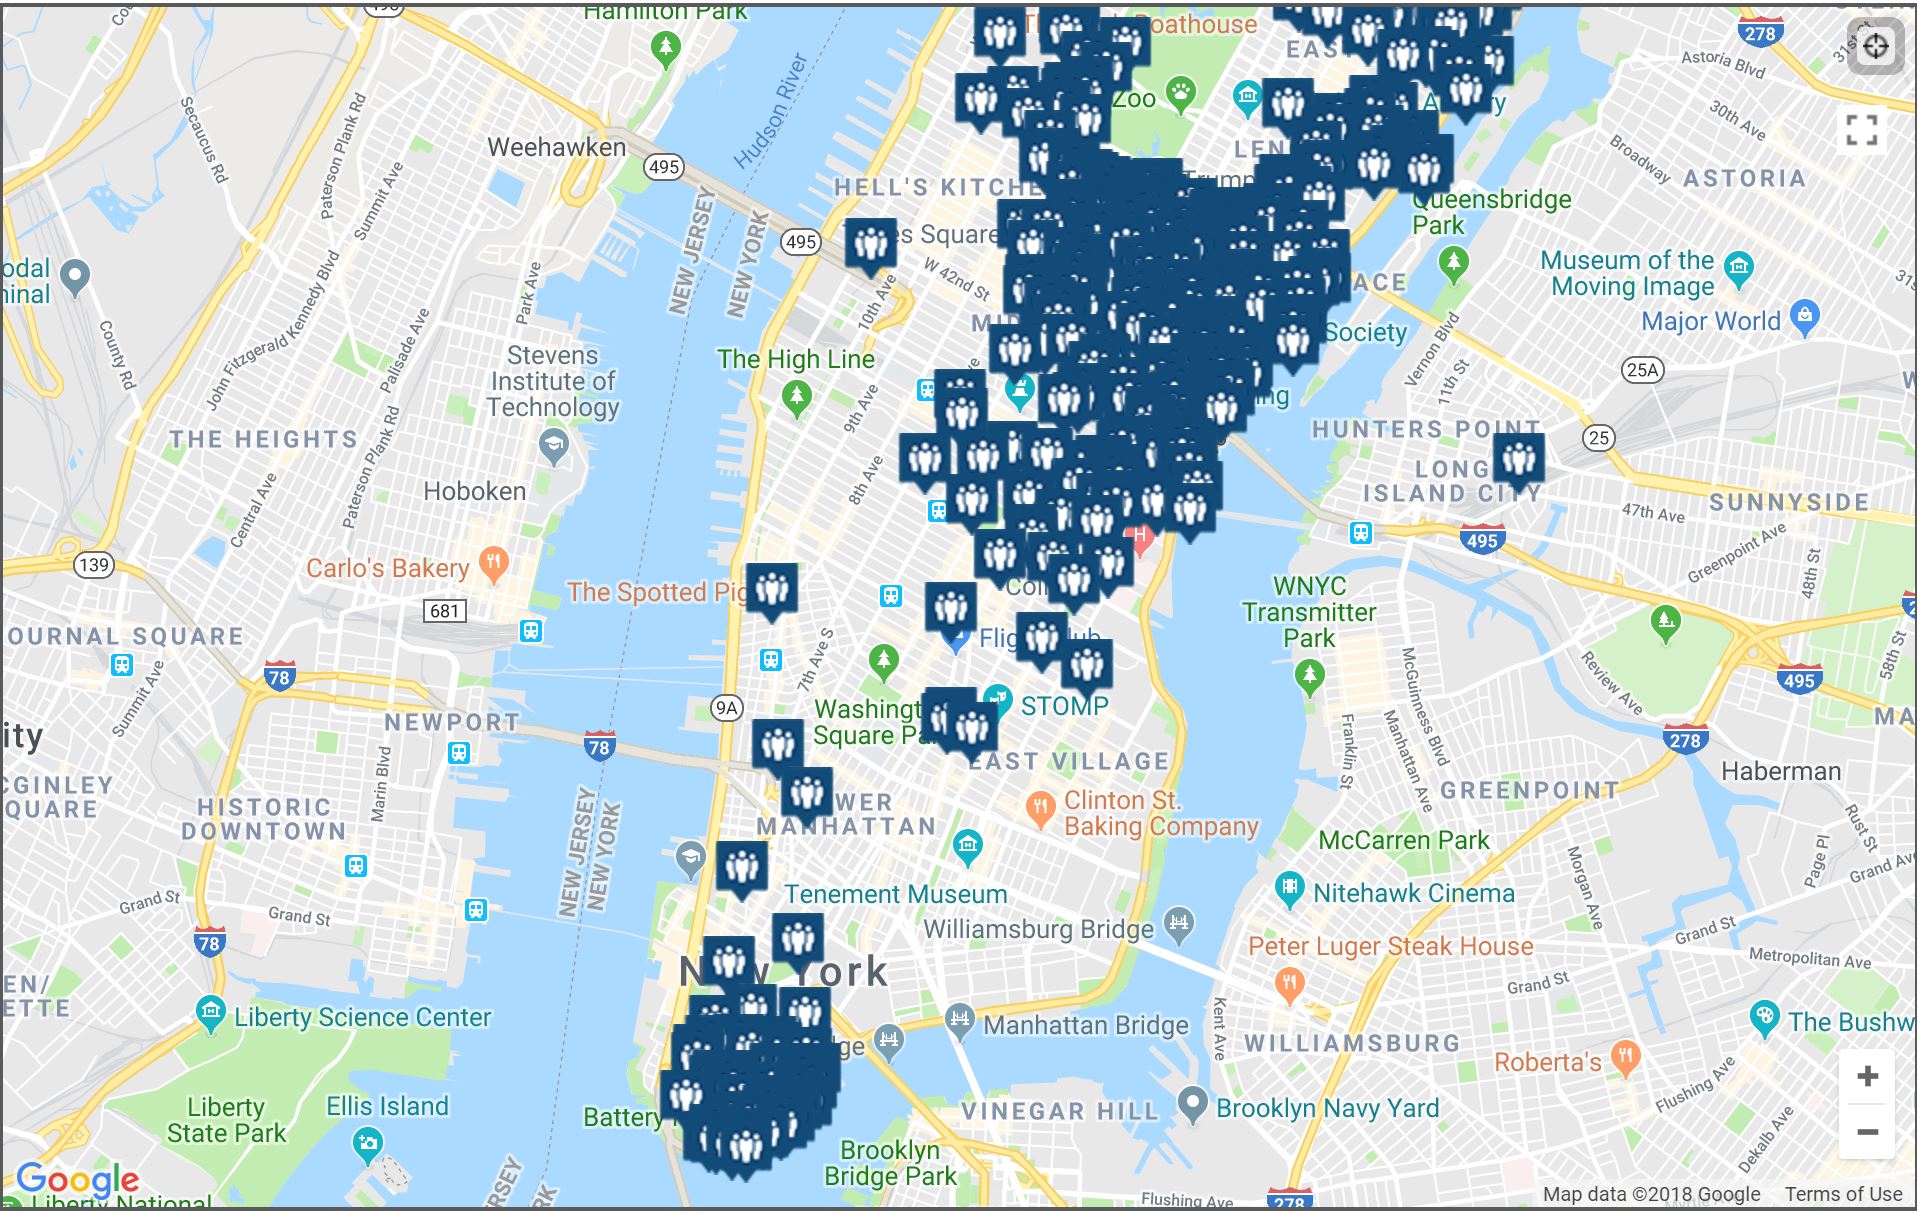 Hamilton Park
Boathouse
278
Astoria Blvd
Zoo
30th Ave
Secaucus Rd
Paterson Plank Rd
Summit Ave
Hudson River
Weehawken
495
Broadway
ASTORIA
HELL'S KITCHE
Trump
Queensbridge
Park
495
es Square
W 42nd St
NEW JERSEY
NEW YORK
odal
ninal
John Fitzgerald Kennedy Blvd
Park Ave
10th Ave
ACE
Museum of the
Moving Image
Major World
County Rd
Palisade Ave
Society
Vernon Blvd
11th St
The High Line
Stevens
Institute of
Technology
9th Ave
25A
ng
THE HEIGHTS
Paterson Plank Rd
HUNTERS POINT
25
LONG
ISLAND CITY
8th Ave
Hoboken
Central Ave
SUNNYSIDE
47th Ave
495
Greenpoint Ave
48th St
139
Carlo's Bakery
The Spotted Pig
681
WNYC
Transmitter
Park
OURNAL SQUARE
Summit Ave
78
7th Ave S
58th St
Review Ave
McGuinness Blvd
495
9A
Washingt
Square Pa
STOMP
NEWPORT
78
Franklin St
Manhattan Ave
278
MA
ity
EAST VILLAGE
Haberman
CGINLEY
QUARE
HISTORIC
DOWNTOWN
Marin Blvd
NEW JERSEY
NEW YORK
WER
MANHATTAN
Clinton St.
Baking Company
GREENPOINT
McCarren Park
Rust St
Page Pl
Grand Ave
Morgan Ave
Grand St
Grand St
Tenement Museum
Nitehawk Cinema
78
Williamsburg Bridge
Peter Luger Steak House
Grand St
Metropolitan Ave
New York
EN/
ETTE
Grand St
Liberty Science Center
Manhattan Bridge
Kent Ave
WILLIAMSBURG
The Bushw
ge
Roberta's
Flushing Ave
Liberty
State Park
Ellis Island
Battery
VINEGAR HILL
Brooklyn Navy Yard
Dekalb Ave
Brooklyn
Bridge Park
Google
Liberty National
Flushing Ave
278
Map data ©2018 Google
Terms of Use